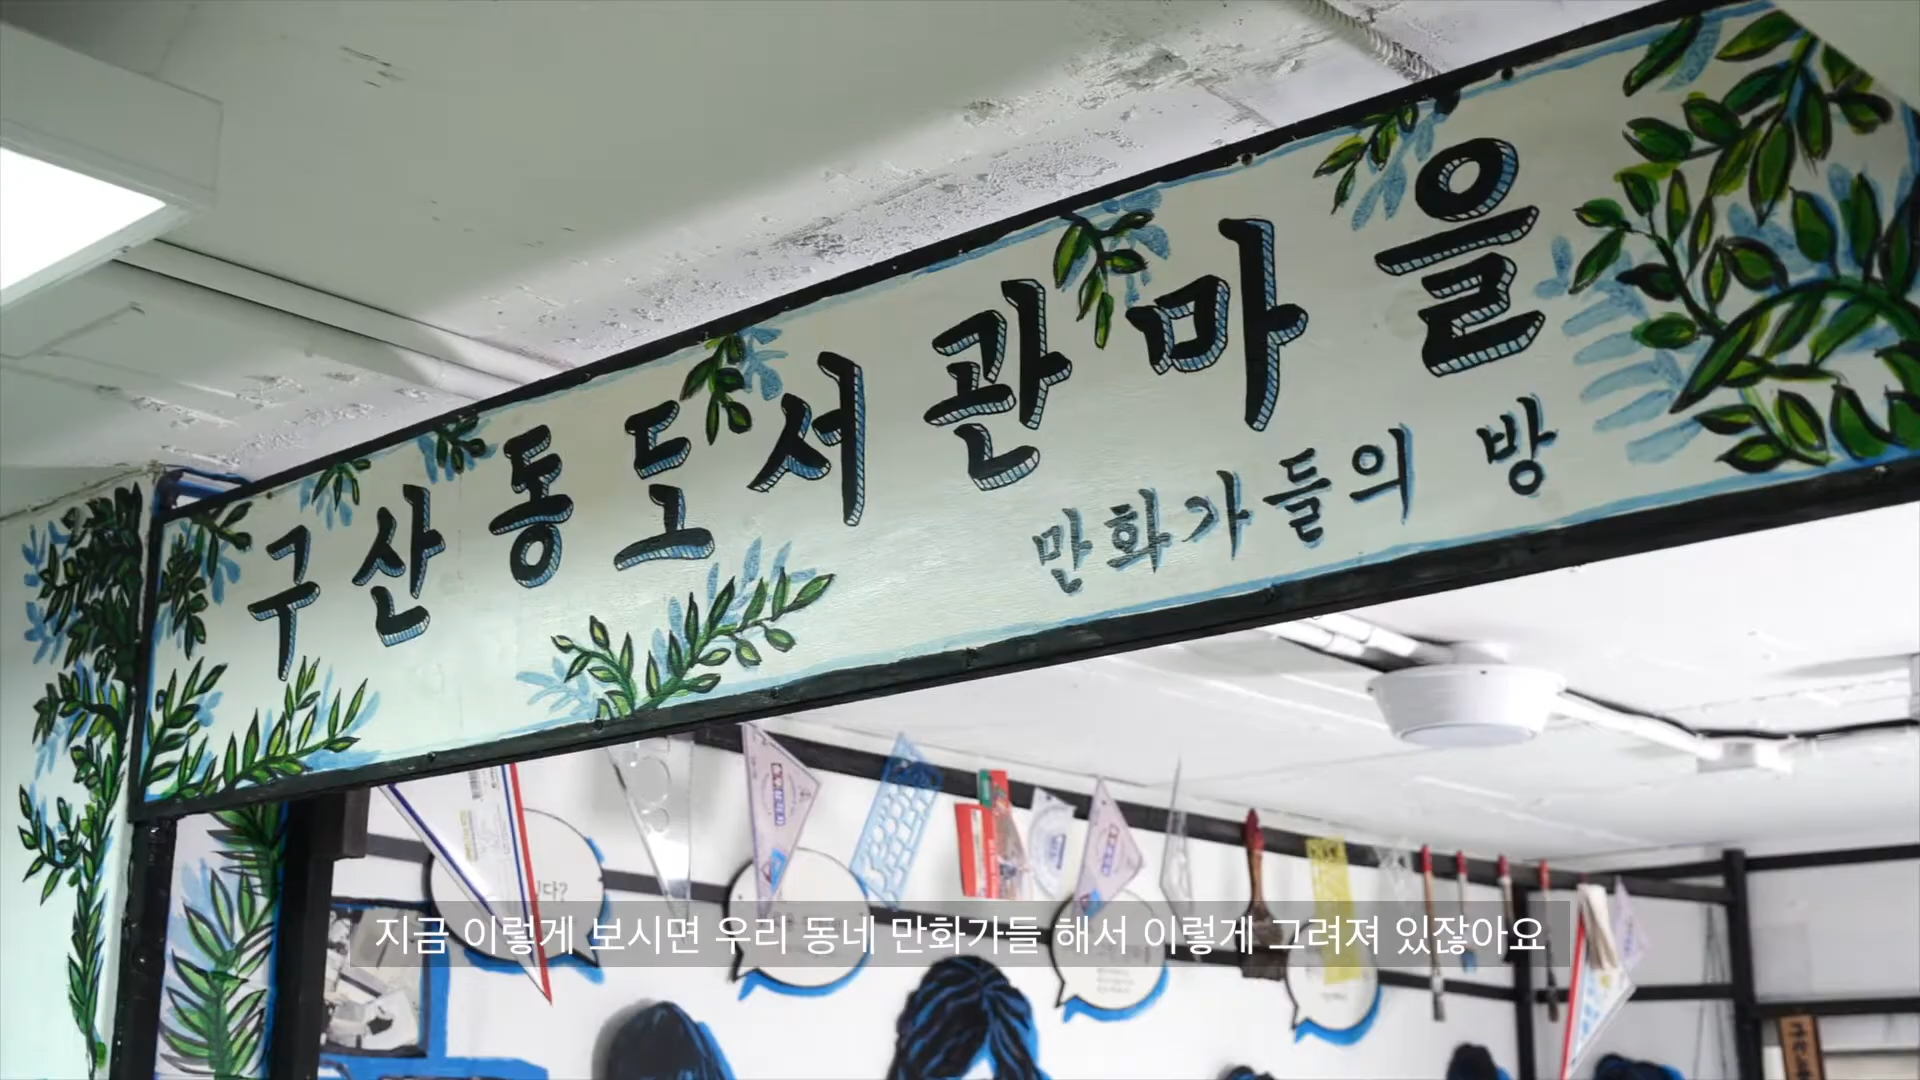 구산동도서관마을
만화가들의 방
지금 이렇게 보시면 우리 동네 만화가들 해서 이렇게 그려져 있잖아요